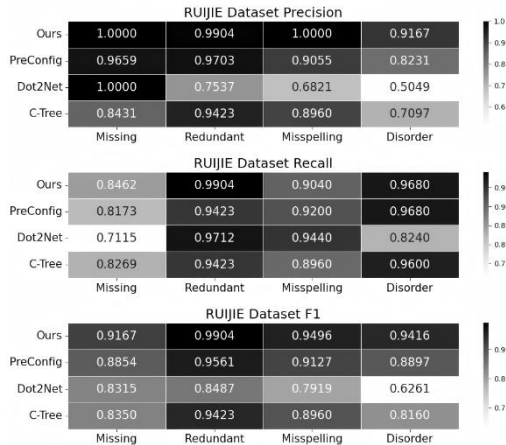 RUIJIE Dataset Precision
Ours 1.0000 0.9904 1.0000 0.9167
PreConfig 0.9659 0.9703 0.9055 0.8231
Dot2Net 1.0000 0.7537 0.6821 0.5049
C-Tree 0.8431 0.9423 0.8960 0.7097
Missing Redundant Misspelling Disorder
1.0
0.9
0.8
0.7
0.6
RUIJIE Dataset Recall
Ours 0.8462 0.9904 0.9040 0.9680
PreConfig 0.8173 0.9423 0.9200 0.9680
Dot2Net 0.7115 0.9712 0.9440 0.8240
C-Tree 0.8269 0.9423 0.8960 0.9600
Missing Redundant Misspelling Disorder
0.9
0.9
0.8
0.8
0.7
RUIJIE Dataset F1
Ours 0.9167 0.9904 0.9496 0.9416
PreConfig 0.8854 0.9561 0.9127 0.8897
Dot2Net 0.8315 0.8487 0.7919 0.6261
C-Tree 0.8350 0.9423 0.8960 0.8160
Missing Redundant Misspelling Disorder
0.9
0.8
0.7